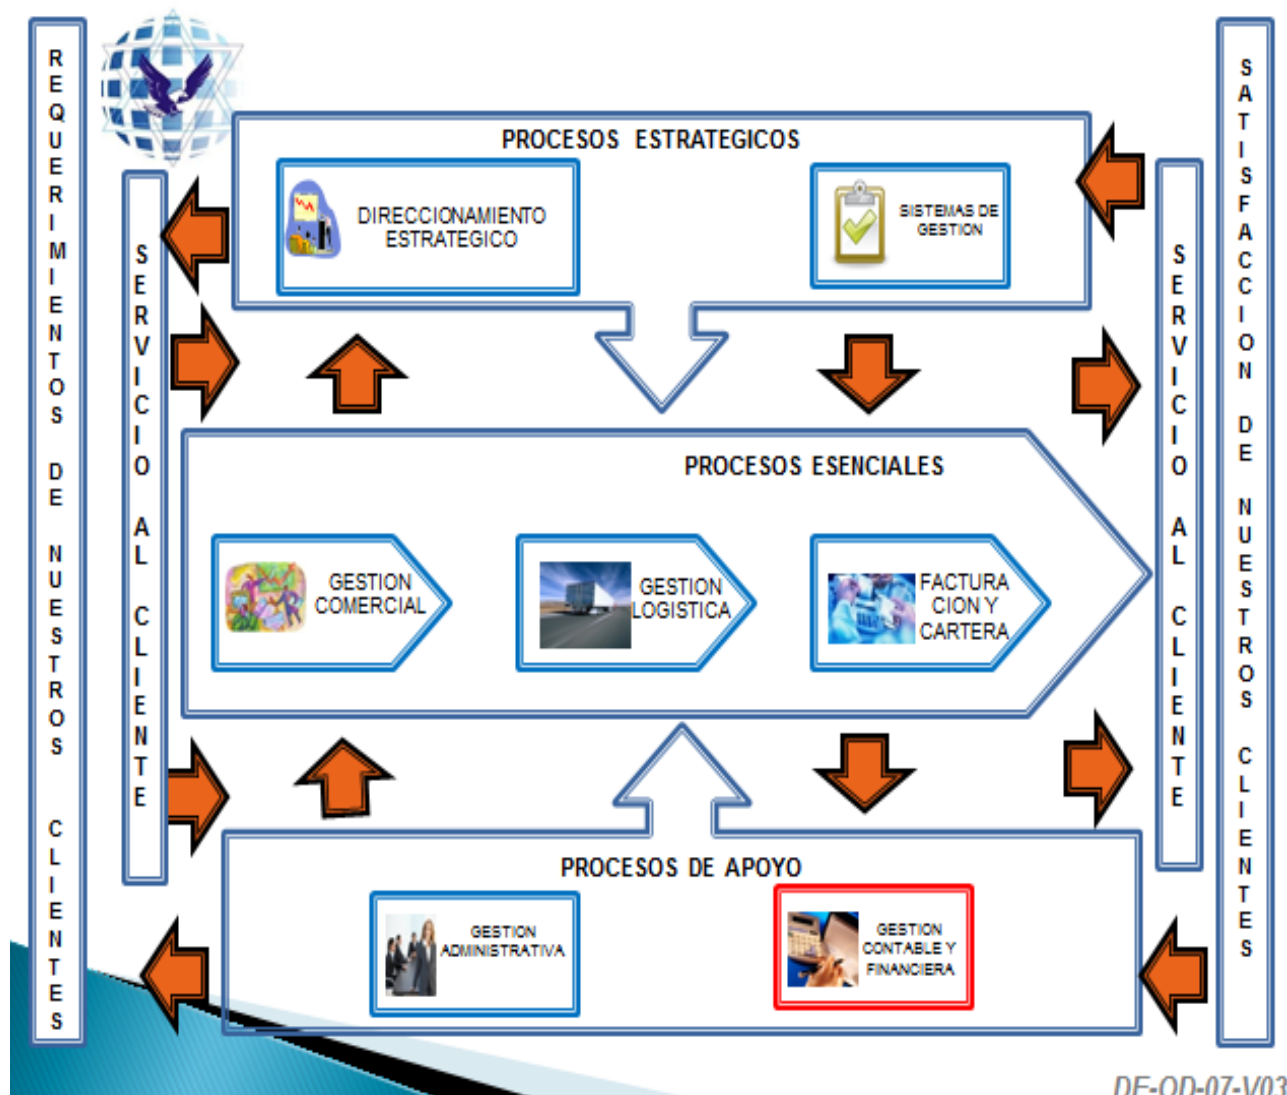 REQUERIMIENTOS DE NUESTROS CLIENTES
SERVICIO AL CLIENTE
PROCESOS ESTRATEGICOS
DIRECCIONAMIENTO
ESTRATEGICO
SISTEMAS DE
GESTION
PROCESOS ESENCIALES
GESTION
COMERCIAL
GESTION
LOGISTICA
FACTURA
CION Y
CARTERA
PROCESOS DE APOYO
GESTION
ADMINISTRATIVA
GESTION
CONTABLE Y
FINANCIERA
SERVICIO AL CLIENTE
SATISFACCION DE NUESTROS CLIENTES
DE-OD-07-V03